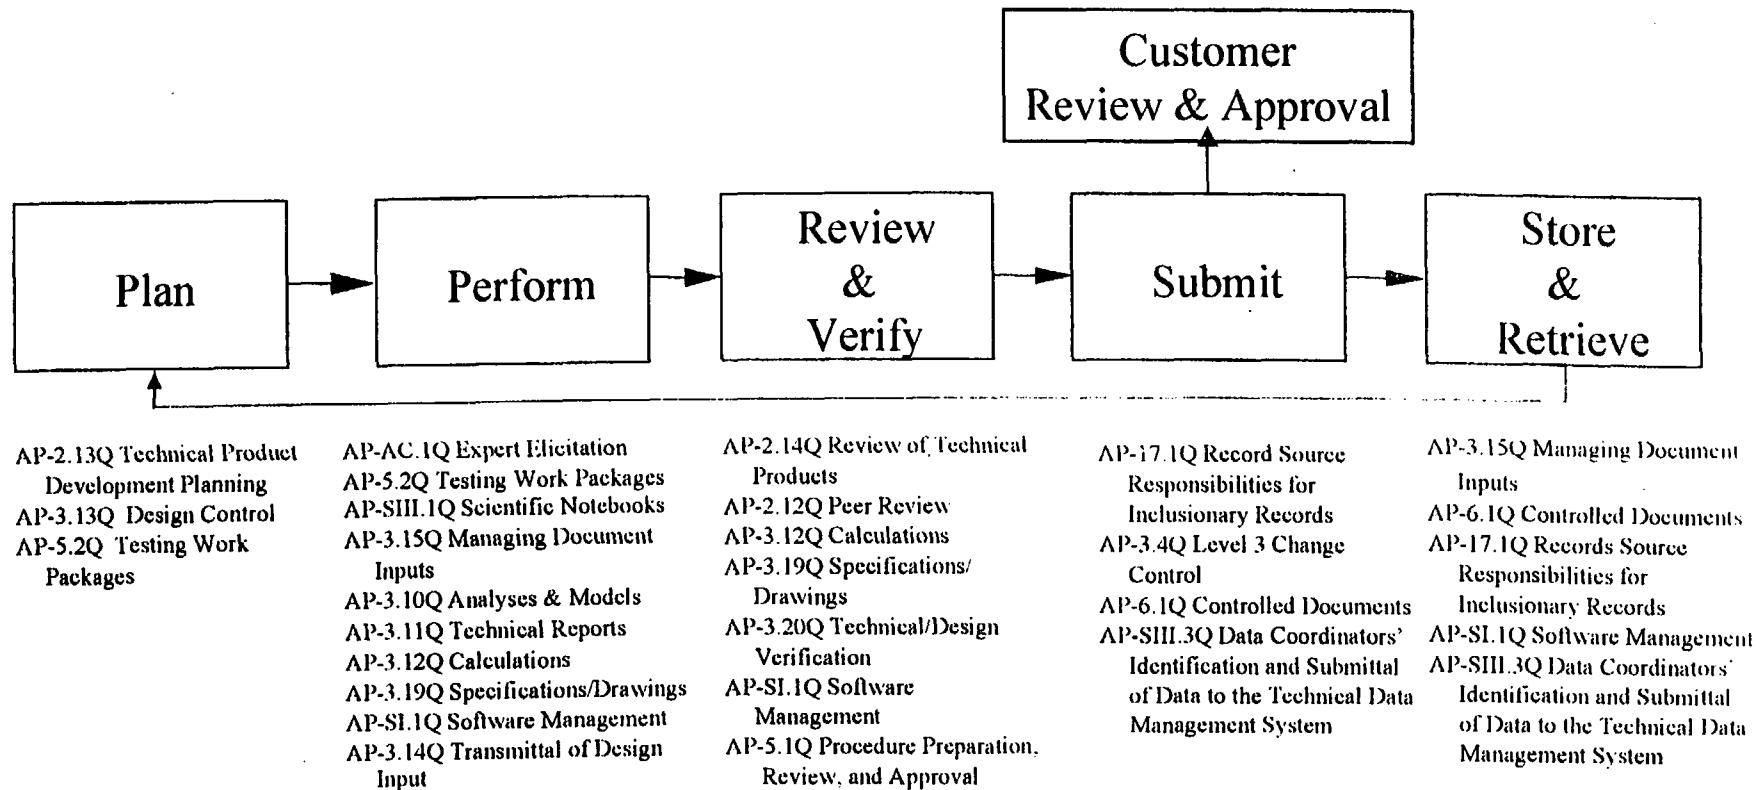 Customer
Review & Approval
Plan
Perform
Review
&
Verify
Submit
Store
&
Retrieve
AP-2.13Q Technical Product
Development Planning
AP-3.13Q Design Control
AP-5.2Q Testing Work
Packages
AP-AC.1Q Expert Elicitation
AP-5.2Q Testing Work Packages
AP-SIII.1Q Scientific Notebooks
AP-3.15Q Managing Document
Inputs
AP-3.10Q Analyses & Models
AP-3.11Q Technical Reports
AP-3.12Q Calculations
AP-3.19Q Specifications/Drawings
AP-SI.1Q Software Management
AP-3.14Q Transmittal of Design
Input
AP-2.14Q Review of Technical
Products
AP-2.12Q Peer Review
AP-3.12Q Calculations
AP-3.19Q Specifications/
Drawings
AP-3.20Q Technical/Design
Verification
AP-SI.1Q Software
Management
AP-5.1Q Procedure Preparation,
Review, and Approval
AP-17.1Q Record Source
Responsibilities for
Inclusionary Records
AP-3.4Q Level 3 Change
Control
AP-6.1Q Controlled Documents
AP-SIII.3Q Data Coordinators'
Identification and Submittal
of Data to the Technical Data
Management System
AP-3.15Q Managing Document
Inputs
AP-6.1Q Controlled Documents
AP-17.1Q Records Source
Responsibilities for
Inclusionary Records
AP-SI.1Q Software Management
AP-SIII.3Q Data Coordinators'
Identification and Submittal
of Data to the Technical Data
Management System